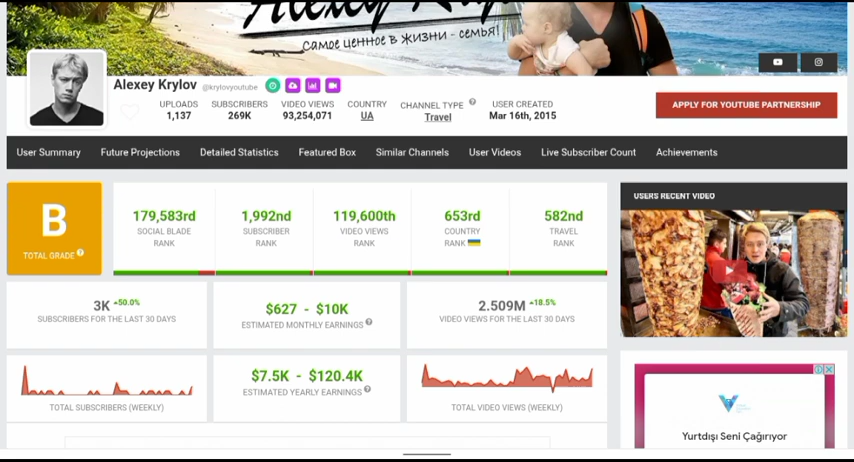 самое ценное в жизни - семья!
Alexey Krylov @krylovyoutube
UPLOADS
1,137
SUBSCRIBERS
269K
VIDEO VIEWS
93,254,071
COUNTRY
UA
CHANNEL TYPE
Travel
USER CREATED
Mar 16th, 2015
APPLY FOR YOUTUBE PARTNERSHIP
User Summary Future Projections Detailed Statistics Featured Box Similar Channels User Videos Live Subscriber Count Achievements
B
TOTAL GRADE
179,583rd
SOCIAL BLADE
RANK
1,992nd
SUBSCRIBER
RANK
119,600th
VIDEO VIEWS
RANK
653rd
COUNTRY
RANK
582nd
TRAVEL
RANK
USERS RECENT VIDEO
3K +50.0%
SUBSCRIBERS FOR THE LAST 30 DAYS
$627 - $10K
ESTIMATED MONTHLY EARNINGS
2.509M +18.5%
VIDEO VIEWS FOR THE LAST 30 DAYS
TOTAL SUBSCRIBERS (WEEKLY)
$7.5K - $120.4K
ESTIMATED YEARLY EARNINGS
TOTAL VIDEO VIEWS (WEEKLY)
Yurtdışı Seni Çağırıyor